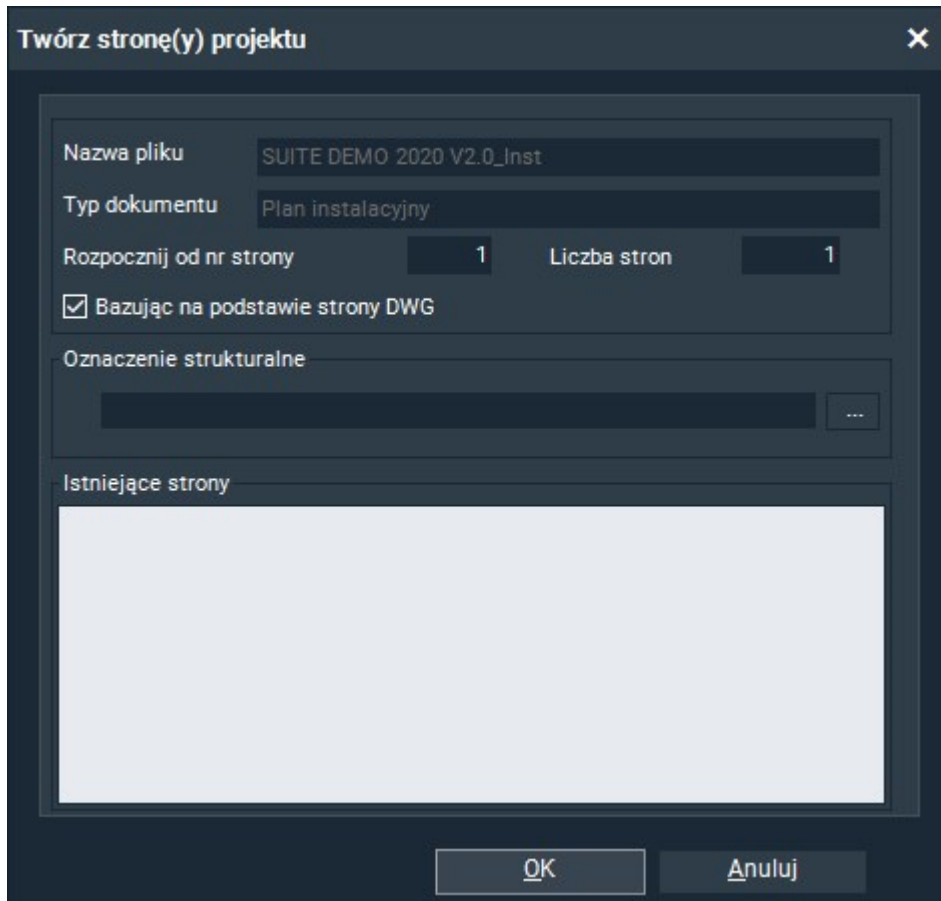 Twórz stronę(y) projektu
Nazwa pliku SUITE DEMO 2020 V2.0_Inst
Typ dokumentu Plan instalacyjny
Rozpocznij od nr strony 1 Liczba stron 1
Bazując na podstawie strony DWG
Oznaczenie strukturalne
...
Istniejące strony
OK Anuluj